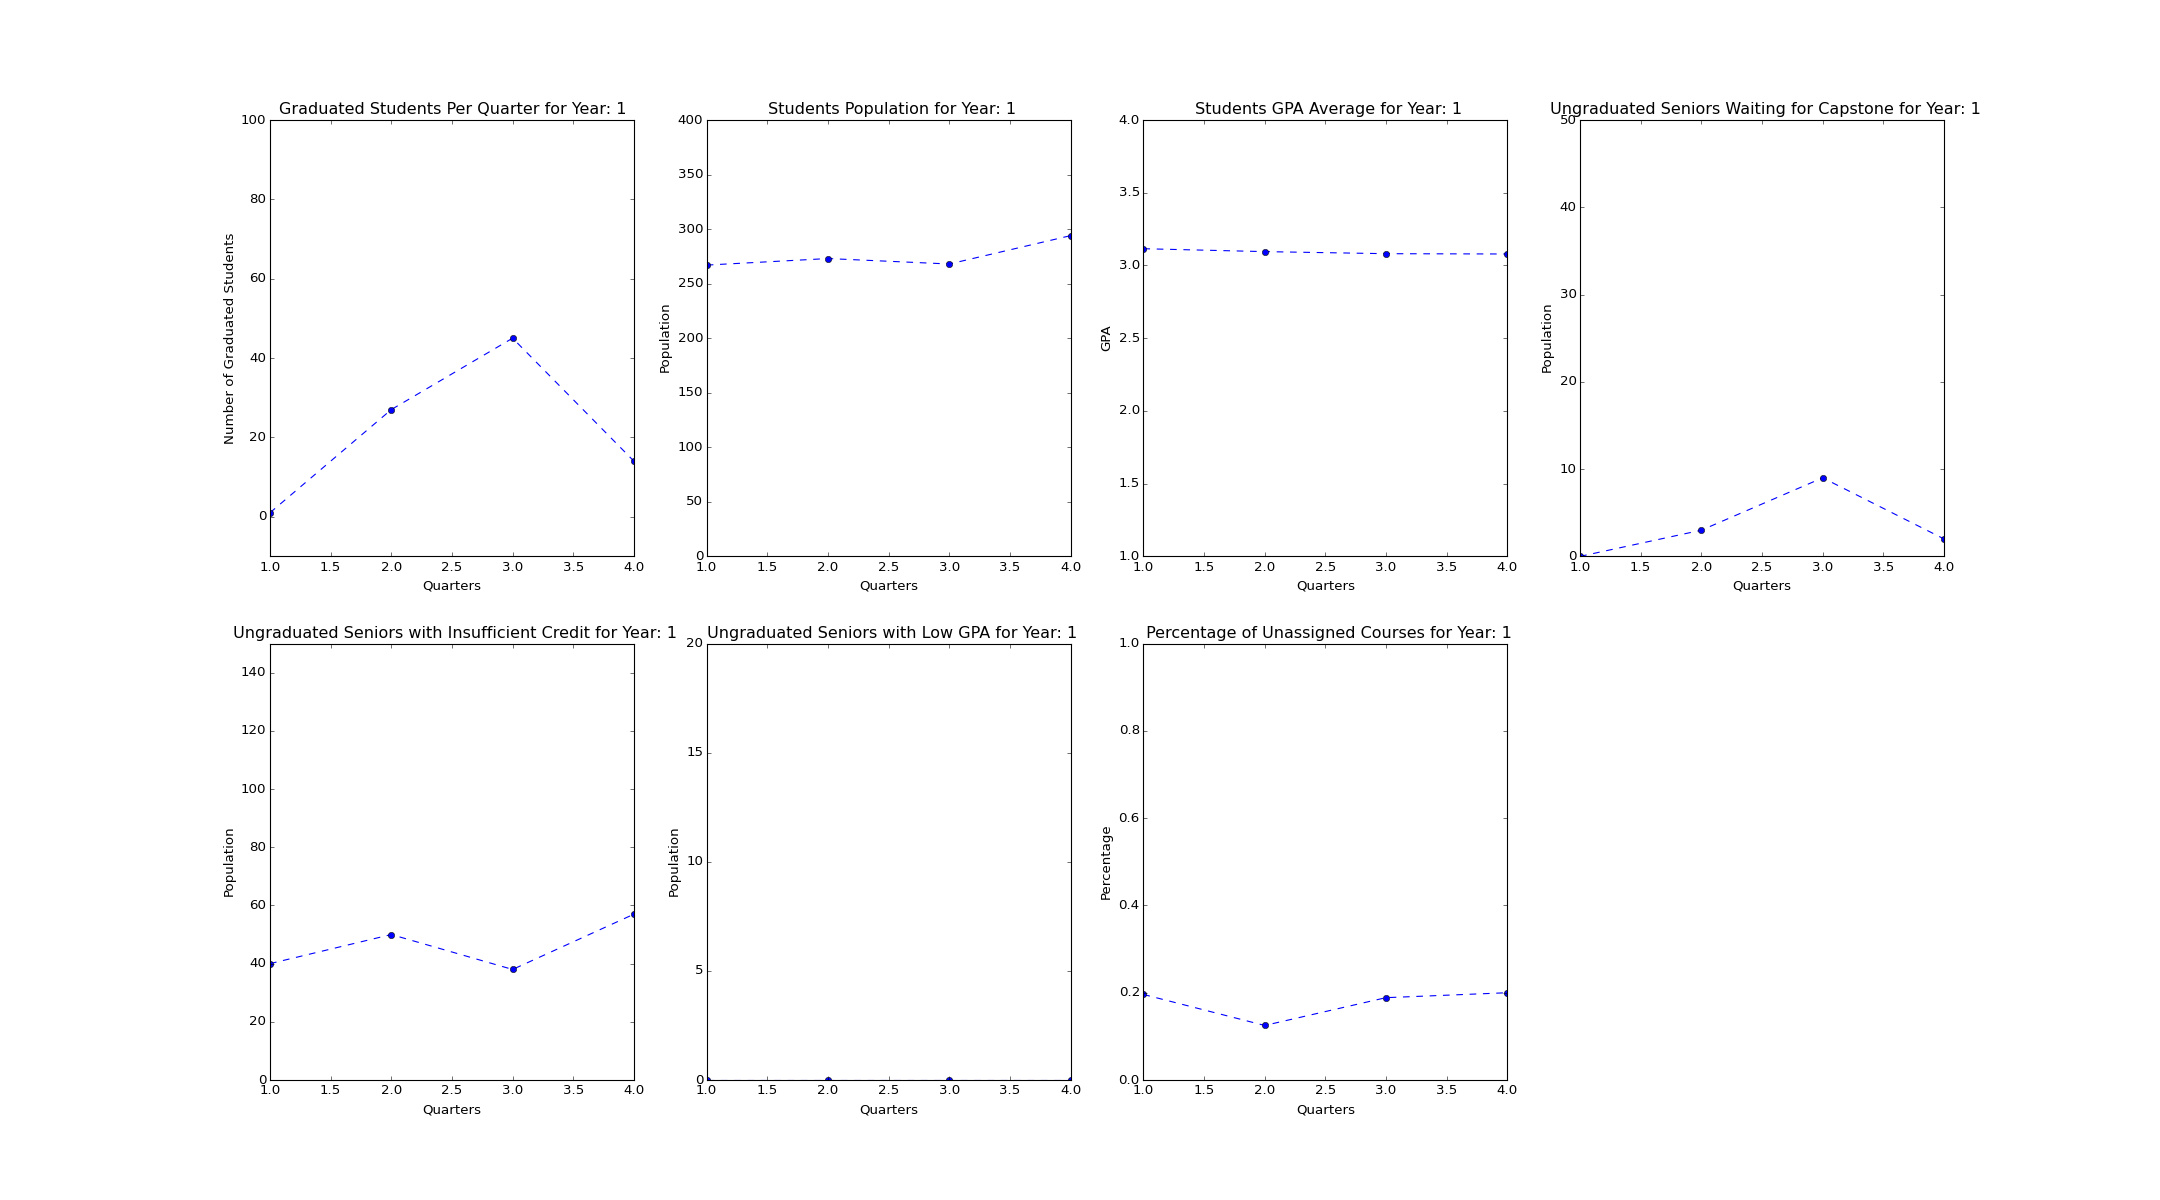 Graduated Students Per Quarter for Year: 1
100
80
60
40
20
0
Number of Graduated Students
1.0 1.5 2.0 2.5 3.0 3.5 4.0
Quarters
Students Population for Year: 1
400
350
300
250
200
150
100
50
0
Population
1.0 1.5 2.0 2.5 3.0 3.5 4.0
Quarters
Students GPA Average for Year: 1
4.0
3.5
3.0
2.5
2.0
1.5
1.0
GPA
1.0 1.5 2.0 2.5 3.0 3.5 4.0
Quarters
Ungraduated Seniors Waiting for Capstone for Year: 1
50
40
30
20
10
0
Population
1.0 1.5 2.0 2.5 3.0 3.5 4.0
Quarters
Ungraduated Seniors with Insufficient Credit for Year: 1
140
120
100
80
60
40
20
0
Population
1.0 1.5 2.0 2.5 3.0 3.5 4.0
Quarters
Ungraduated Seniors with Low GPA for Year: 1
20
15
10
5
0
Population
1.0 1.5 2.0 2.5 3.0 3.5 4.0
Quarters
Percentage of Unassigned Courses for Year: 1
1.0
0.8
0.6
0.4
0.2
0.0
Percentage
1.0 1.5 2.0 2.5 3.0 3.5 4.0
Quarters